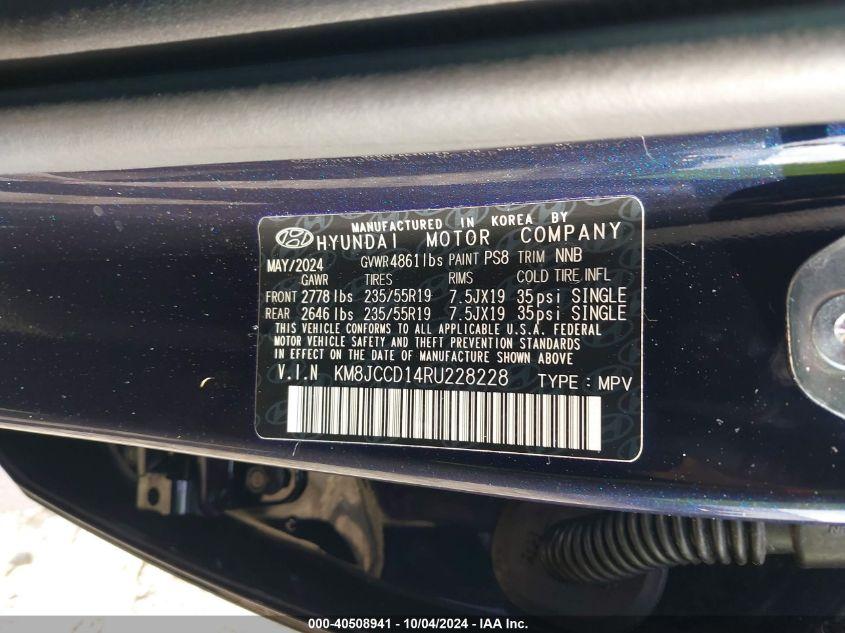 MANUFACTURED IN KOREA BY
HYUNDAI MOTOR COMPANY
MAY/2024 GVWR 4861 lbs PAINT PS8 TRIM NNB
GAWR TIRES RIMS COLD TIRE INFL
FRONT 2778 lbs 235/55R19 7.5JX19 35psi SINGLE
REAR 2646 lbs 235/55R19 7.5JX19 35psi SINGLE
THIS VEHICLE CONFORMS TO ALL APPLICABLE U.S.A. FEDERAL
MOTOR VEHICLE SAFETY AND THEFT PREVENTION STANDARDS
IN EFFECT ON THE DATE OF MANUFACTURE SHOWN ABOVE
V.I.N KM8JCCD14RU228228 TYPE : MPV
000-40508941 - 10/04/2024 - IAA Inc.